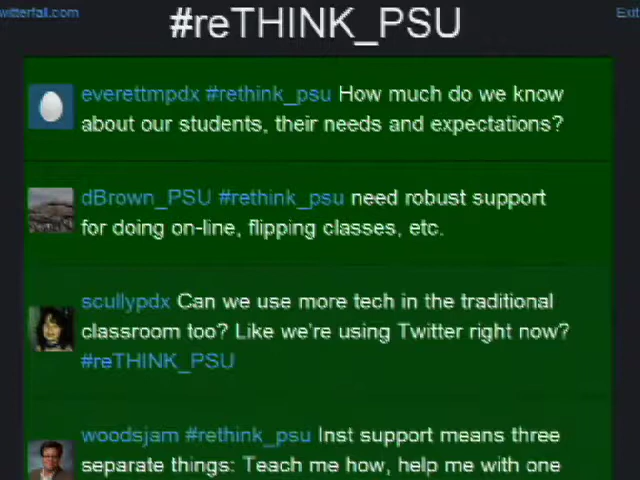 witterfall.com
Exit
#reTHINK_PSU
everettmpdx #rethink_psu How much do we know
about our students, their needs and expectations?
dBrown_PSU #rethink_psu need robust support
for doing on-line, flipping classes, etc.
scullypdx Can we use more tech in the traditional
classroom too? Like we're using Twitter right now?
#reTHINK_PSU
woodsjam #rethink_psu Inst support means three
separate things: Teach me how, help me with one